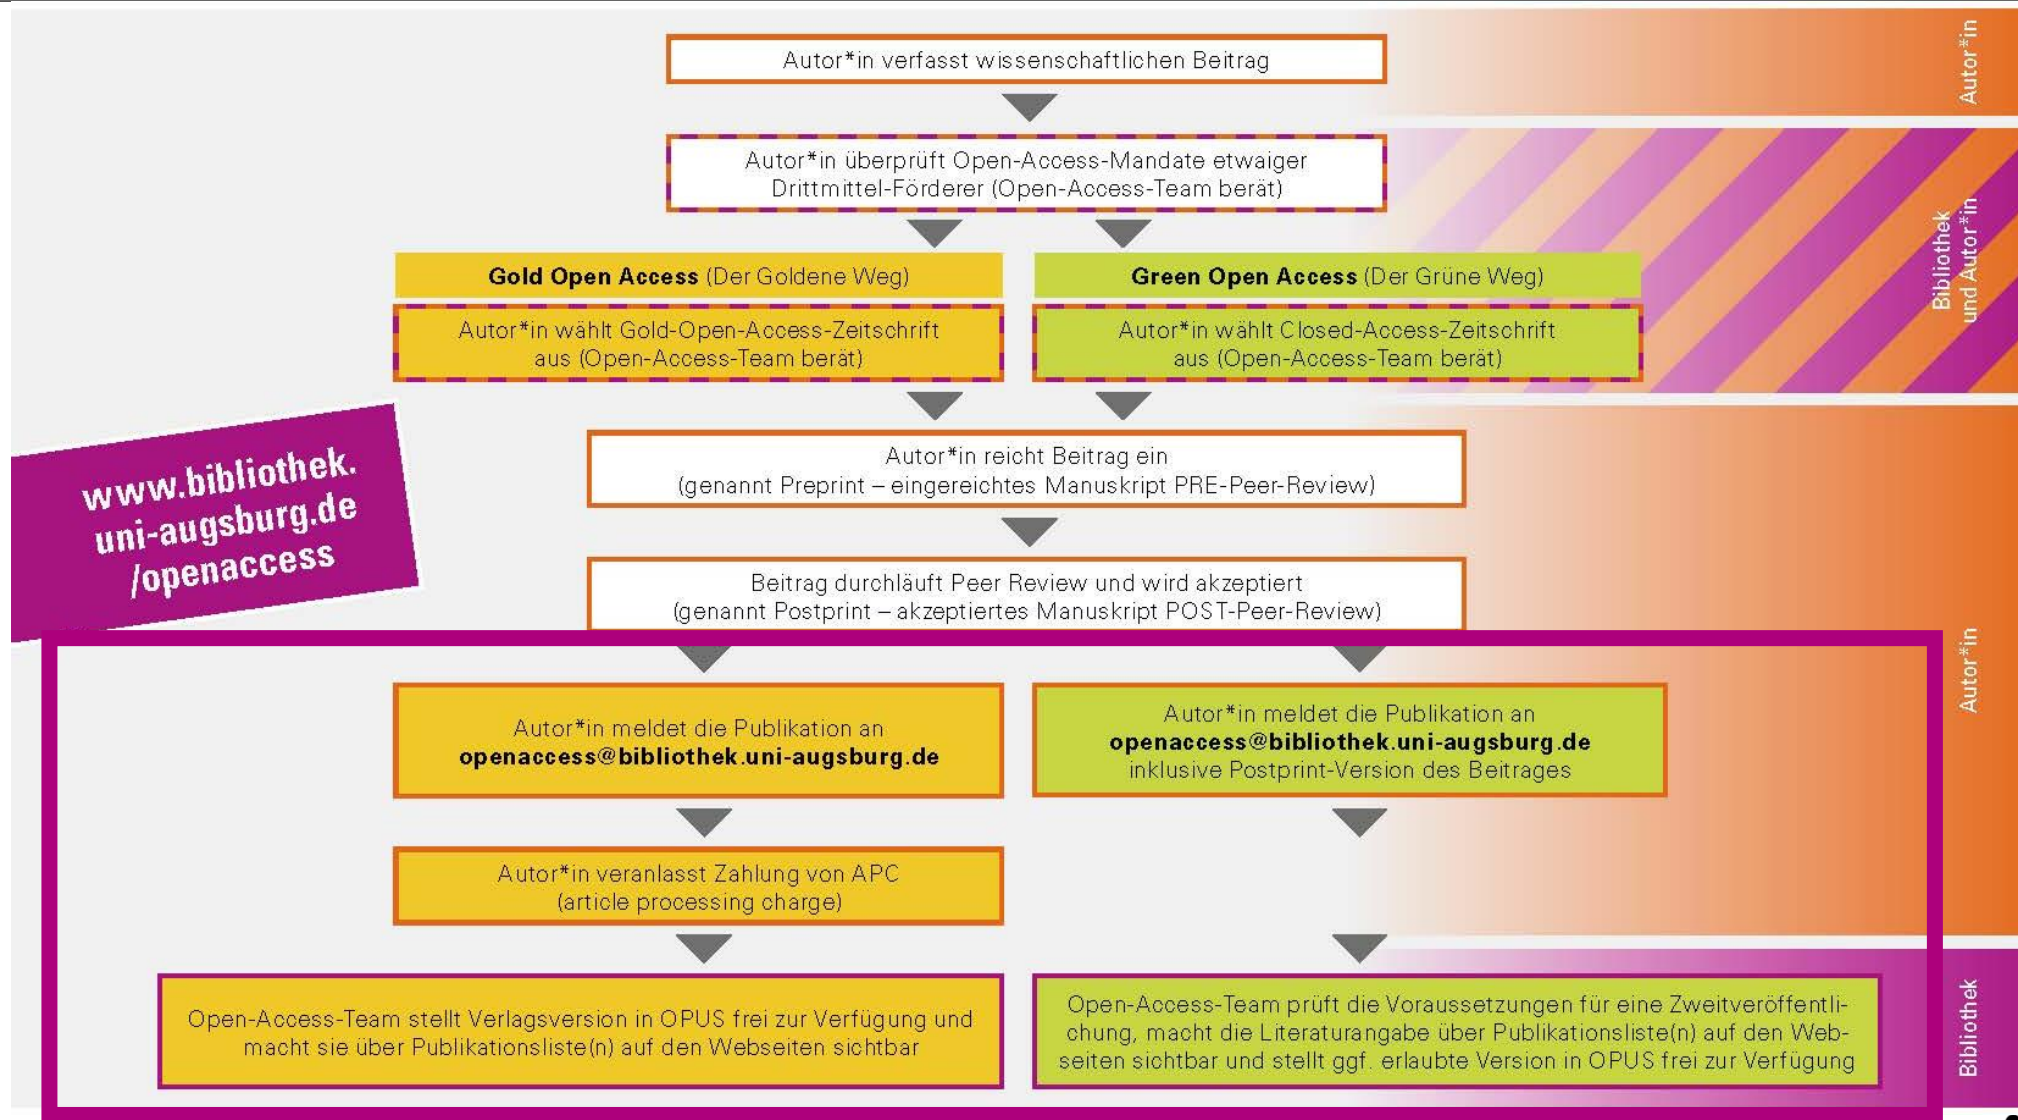 Autor*in verfasst wissenschaftlichen Beitrag
Autor*in
Autor*in überprüft Open-Access-Mandate etwaiger
Drittmittel-Förderer (Open-Access-Team berät)
Bibliothek
und Autor*in
Gold Open Access (Der Goldene Weg)
Green Open Access (Der Grüne Weg)
Autor*in wählt Gold-Open-Access-Zeitschrift
aus (Open-Access-Team berät)
Autor*in wählt Closed-Access-Zeitschrift
aus (Open-Access-Team berät)
www.bibliothek.
uni-augsburg.de
/openaccess
Autor*in reicht Beitrag ein
(genannt Preprint – eingereichtes Manuskript PRE-Peer-Review)
Beitrag durchläuft Peer Review und wird akzeptiert
(genannt Postprint – akzeptiertes Manuskript POST-Peer-Review)
Autor*in
Autor*in meldet die Publikation an
openaccess@bibliothek.uni-augsburg.de
Autor*in meldet die Publikation an
openaccess@bibliothek.uni-augsburg.de
inklusive Postprint-Version des Beitrages
Autor*in veranlasst Zahlung von APC
(article processing charge)
Open-Access-Team stellt Verlagsversion in OPUS frei zur Verfügung und
macht sie über Publikationsliste(n) auf den Webseiten sichtbar
Open-Access-Team prüft die Voraussetzungen für eine Zweitveröffentli-
chung, macht die Literaturangabe über Publikationsliste(n) auf den Web-
seiten sichtbar und stellt ggf. erlaubte Version in OPUS frei zur Verfügung
Bibliothek